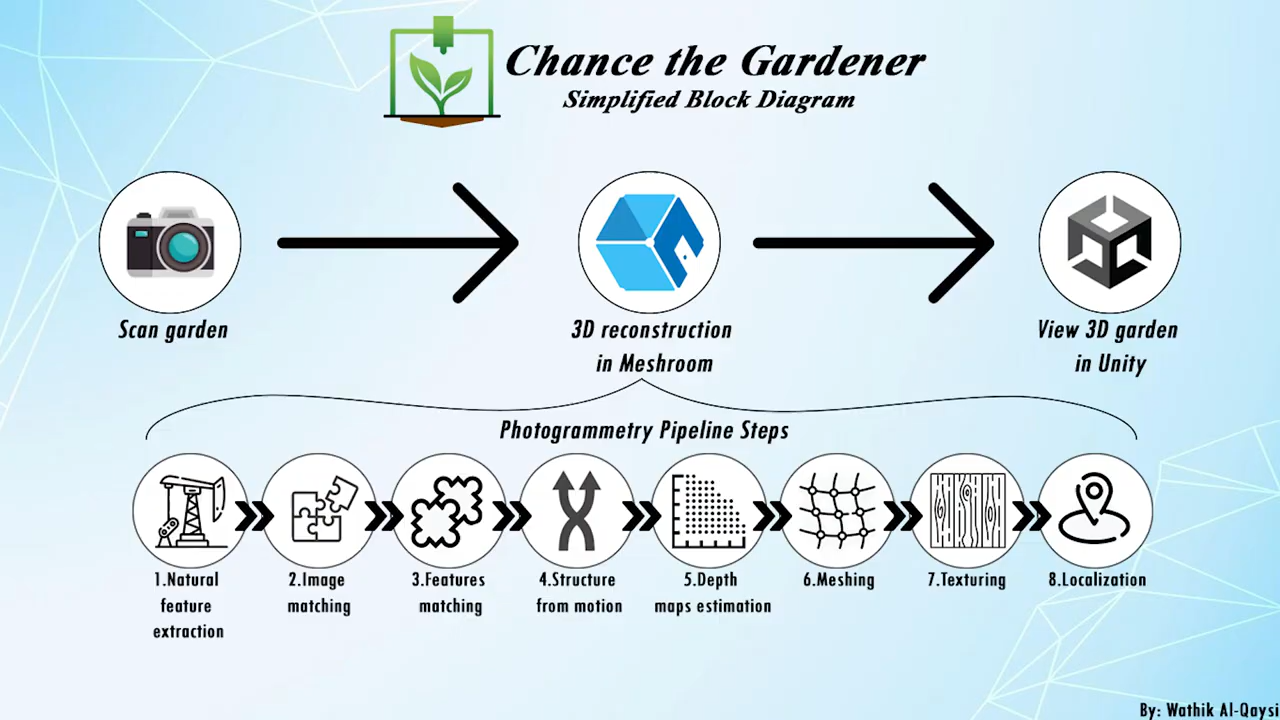 Chance the Gardener
Simplified Block Diagram
Scan garden
3D reconstruction
in Meshroom
View 3D garden
in Unity
Photogrammetry Pipeline Steps
1.Natural
feature
extraction
2.Image
matching
3.Features
matching
4.Structure
from motion
5.Depth
maps estimation
6.Meshing
7.Texturing
8.Localization
By: Wathik Al-Qaysi